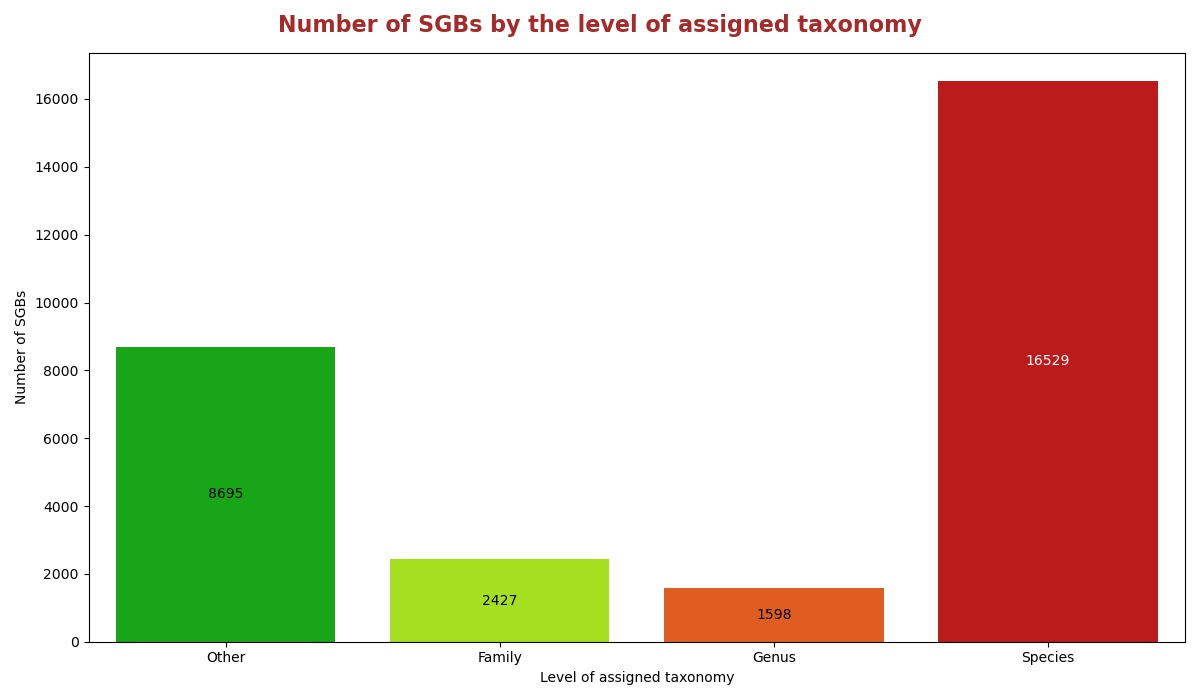 Number of SGBs by the level of assigned taxonomy
16000
14000
12000
10000
8000
6000
4000
2000
0
Number of SGBs
8695
2427
1598
16529
Other
Family
Genus
Species
Level of assigned taxonomy